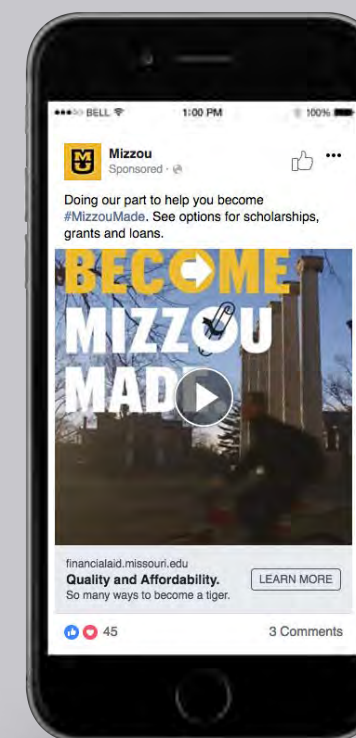 BELL 1:00 PM 100%
Mizzou
Sponsored ·
Doing our part to help you become
#MizzouMade. See options for scholarships,
grants and loans.
BECOME
MIZZOU
MADE
financialaid.missouri.edu
Quality and Affordability.
So many ways to become a tiger.
LEARN MORE
45 3 Comments